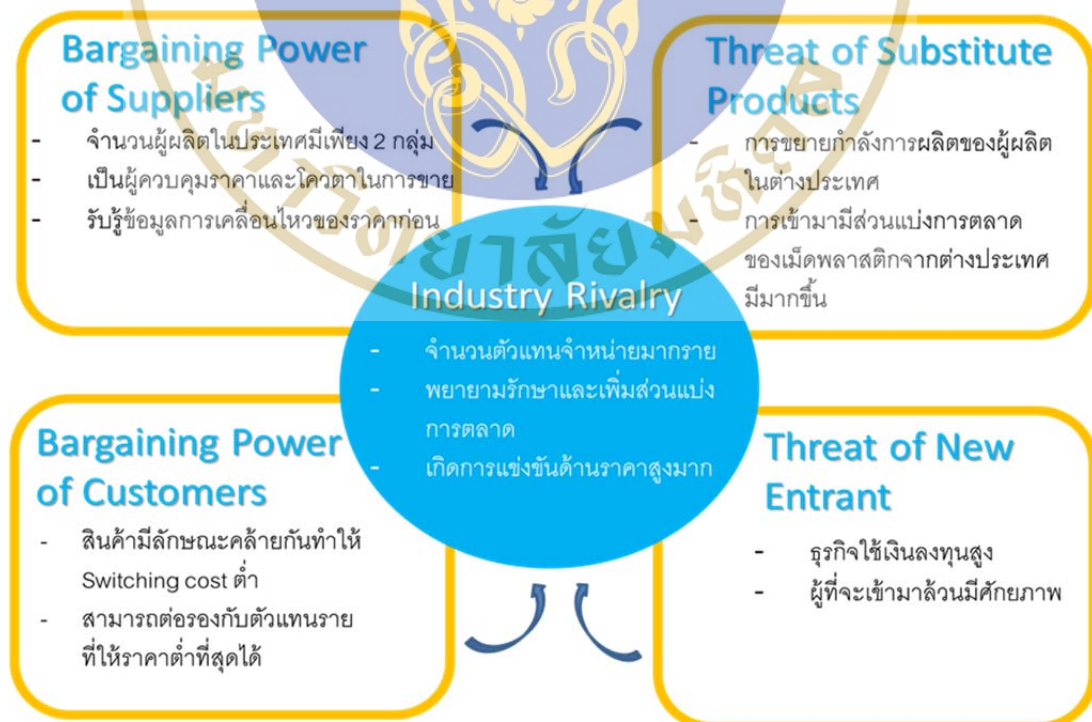 Bargaining Power
of Suppliers
- จำนวนผู้ผลิตในประเทศมีเพียง 2 กลุ่ม
- เป็นผู้ควบคุมราคาและโควตาในการขาย
- รับรู้ข้อมูลการเคลื่อนไหวของราคาก่อน
Threat of Substitute
Products
- การขยายกำลังการผลิตของผู้ผลิต
ในต่างประเทศ
- การเข้ามามีส่วนแบ่งการตลาด
ของเม็ดพลาสติกจากต่างประเทศ
มีมากขึ้น
Industry Rivalry
- จำนวนตัวแทนจำหน่ายมากราย
- พยายามรักษาและเพิ่มส่วนแบ่ง
การตลาด
- เกิดการแข่งขันด้านราคาสูงมาก
Bargaining Power
of Customers
- สินค้ามีลักษณะคล้ายกันทำให้
Switching cost ต่ำ
- สามารถต่อรองกับตัวแทนราย
ที่ให้ราคาต่ำที่สุดได้
Threat of New
Entrant
- ธุรกิจใช้เงินลงทุนสูง
- ผู้ที่จะเข้ามาล้วนมีศักยภาพ